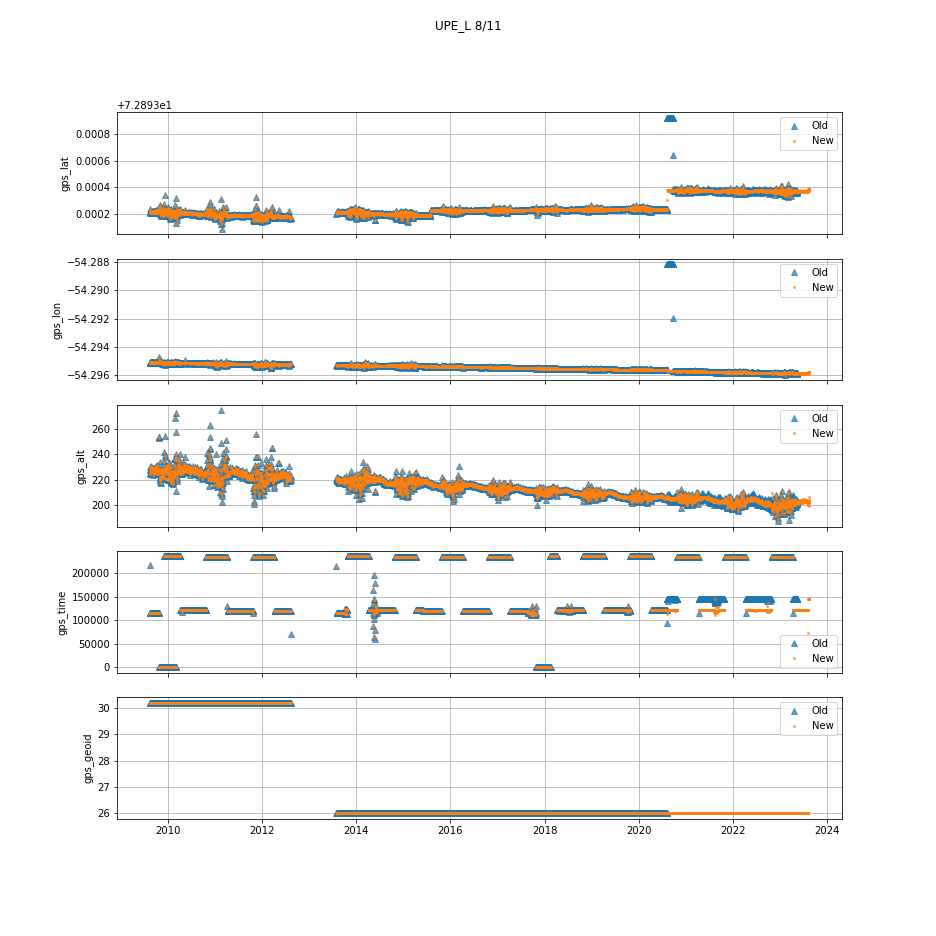 UPE_L 8/11
+7.2893e1
0.0008
0.0006
0.0004
0.0002
gps_lat
Old
New
−54.288
−54.290
−54.292
−54.294
−54.296
gps_lon
Old
New
260
240
220
200
gps_alt
Old
New
200000
150000
100000
50000
0
gps_time
Old
New
30
29
28
27
26
gps_geoid
Old
New
2010 2012 2014 2016 2018 2020 2022 2024